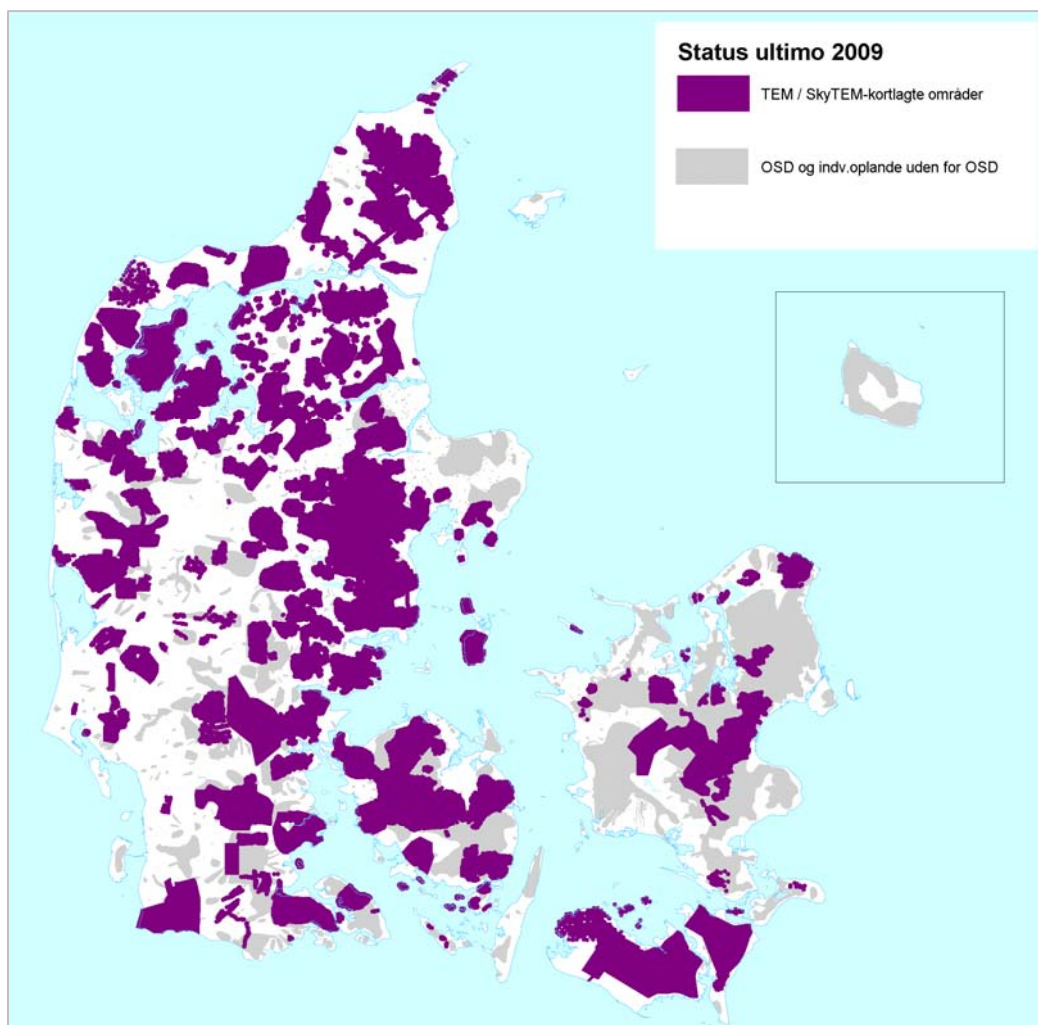 Status ultimo 2009
TEM / SkyTEM-kortlagte områder
OSD og indv.oplande uden for OSD